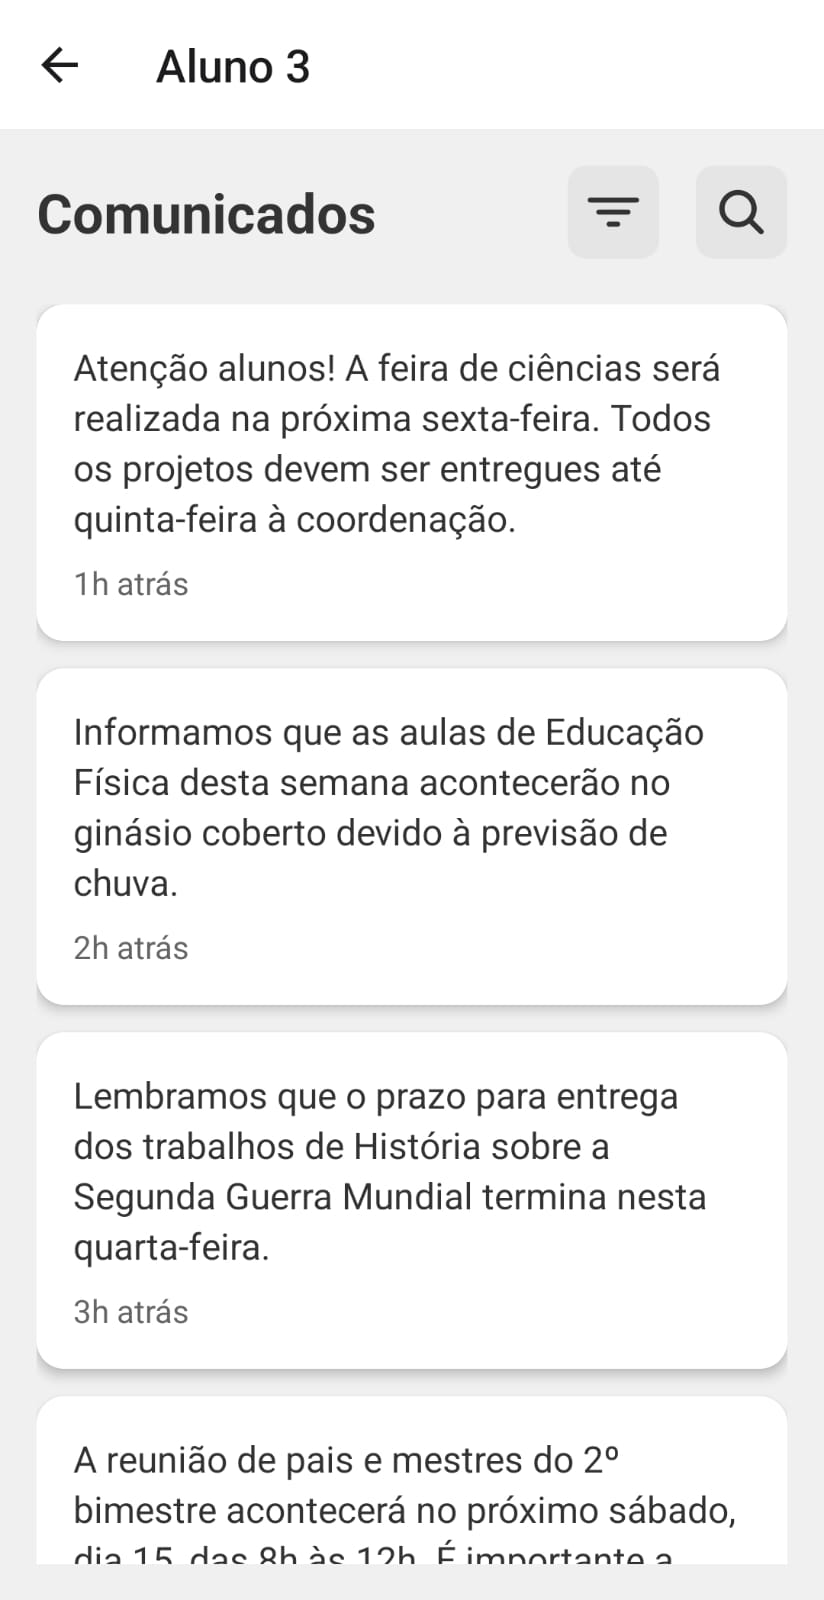 Aluno 3
Comunicados
Atenção alunos! A feira de ciências será
realizada na próxima sexta-feira. Todos
os projetos devem ser entregues até
quinta-feira à coordenação.
1h atrás
Informamos que as aulas de Educação
Física desta semana acontecerão no
ginásio coberto devido à previsão de
chuva.
2h atrás
Lembramos que o prazo para entrega
dos trabalhos de História sobre a
Segunda Guerra Mundial termina nesta
quarta-feira.
3h atrás
A reunião de pais e mestres do 2º
bimestre acontecerá no próximo sábado,
dia 15, das 8h às 12h. É importante a